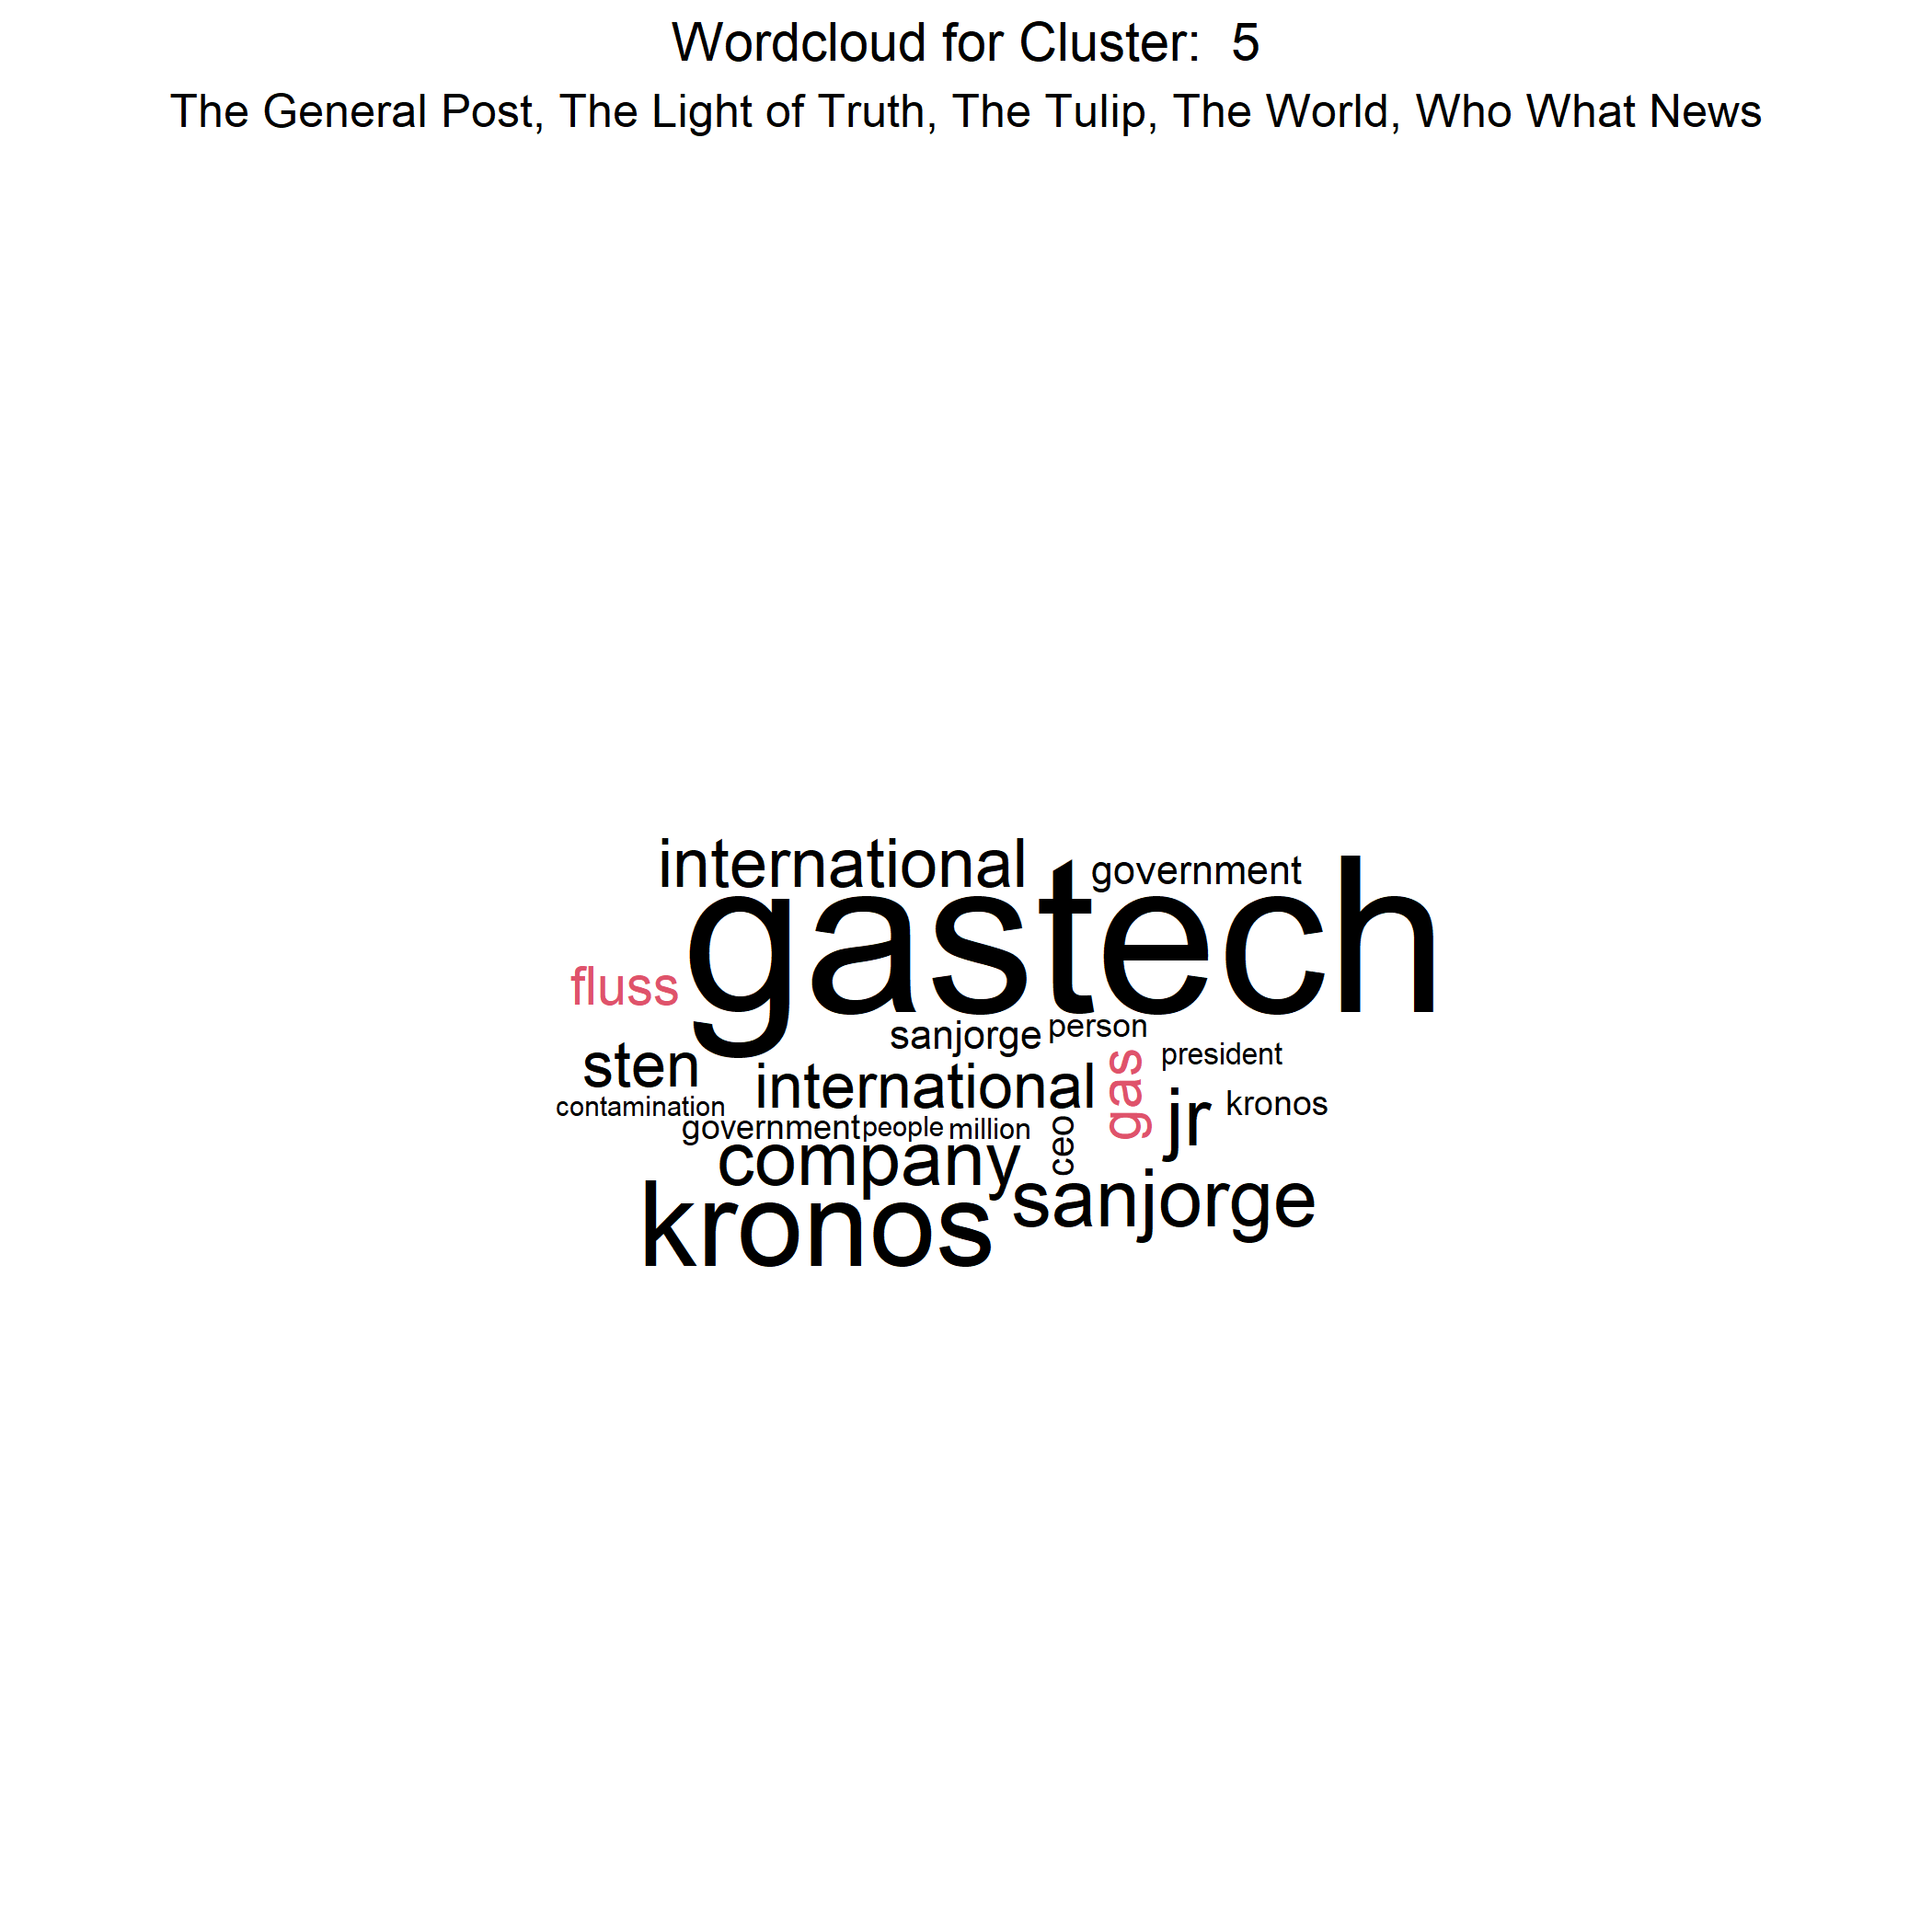 Wordcloud for Cluster:  5
The General Post, The Light of Truth, The Tulip, The World, Who What News
international
government
gastech
fluss
sanjorge
person
sten
international
gas
president
contamination
jr
kronos
government
people
million
ceo
company
sanjorge
kronos